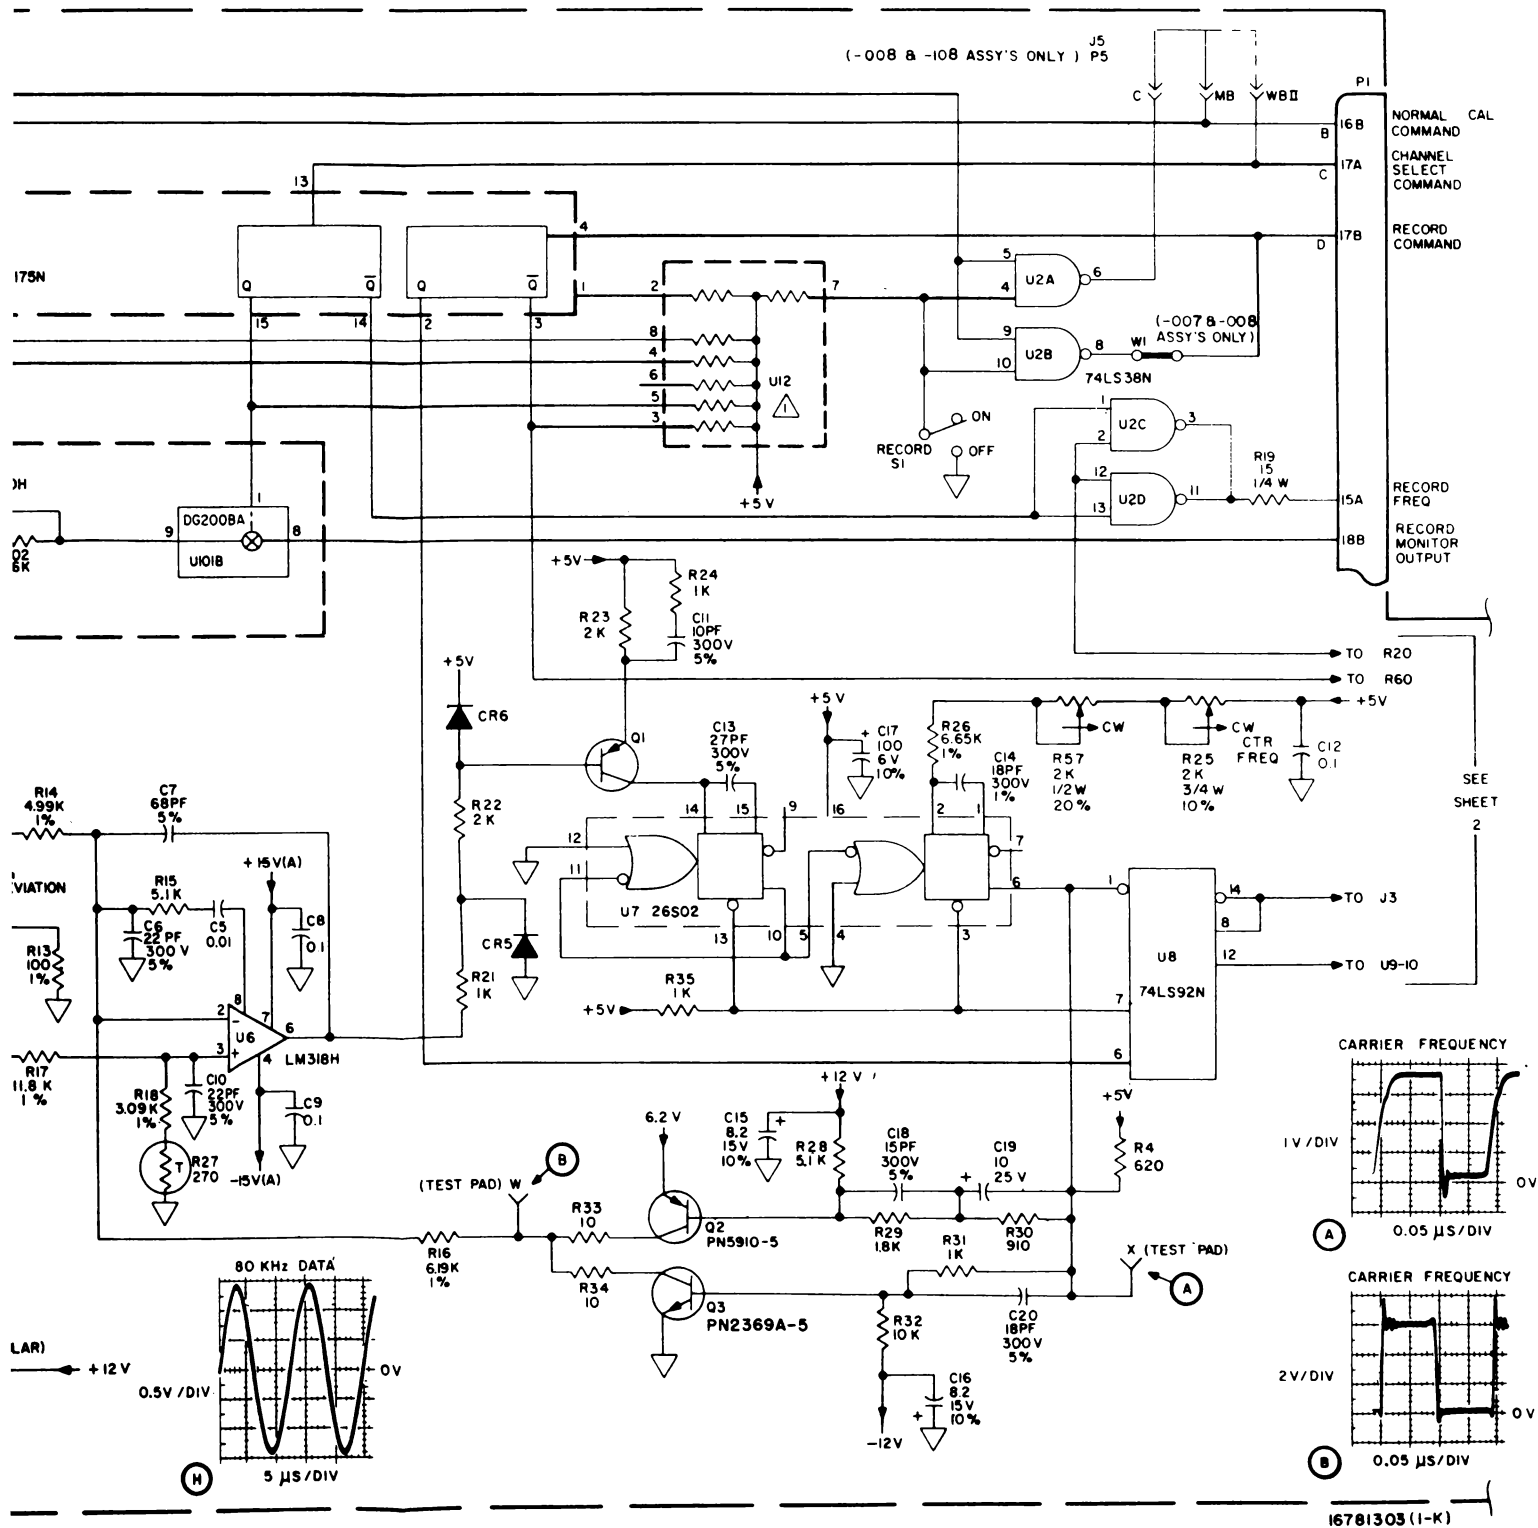 J5
(-008 & -108 ASSY'S ONLY) P5
C
MB
WBII
P1
B
16B
NORMAL CAL
COMMAND
C
17A
CHANNEL
SELECT
COMMAND
D
17B
RECORD
COMMAND
13
4
175N
Q
Q
Q
Q
1
15
14
2
3
2
7
8
4
6
5
3
U12
1
+5V
5
4
U2A
6
9
10
U2B
8
W1
(-007 & -008
ASSY'S ONLY)
74LS38N
1
2
U2C
3
12
13
U2D
11
ON
OFF
RECORD
S1
R19
15
1/4 W
15A
RECORD
FREQ
18B
RECORD
MONITOR
OUTPUT
OH
02
6K
9
DG200BA
1
8
U101B
+5V
R24
1K
R23
2K
C11
10PF
300V
5%
TO R20
TO R60
+5V
+5V
CR6
Q1
C13
27PF
300V
5%
+5V
C17
100
6V
10%
+
R26
6.65K
1%
C14
18PF
300V
1%
CW
R57
2K
1/2W
20%
CW
CTR
FREQ
R25
2K
3/4 W
10%
C12
0.1
SEE
SHEET
2
R14
4.99K
1%
C7
68PF
5%
R22
2K
14
15
9
16
2
1
12
11
7
6
U7 26S02
13
10
5
4
3
+15V(A)
VIATION
R15
5.1K
C5
0.01
C6
22PF
300V
5%
C8
0.1
R13
100
1%
CR5
R21
1K
R35
1K
+5V
1
14
8
12
U8
74LS92N
7
6
TO J3
TO U9-10
8
2
7
6
3
4
-
+
U6
LM318H
R17
11.8K
1%
R18
3.09K
1%
C10
22PF
300V
5%
C9
0.1
T
R27
270
-15V(A)
(TEST PAD) W
B
6.2V
R33
10
R34
10
R16
6.19K
1%
Q2
PN5910-5
Q3
PN2369A-5
+12V
C15
8.2
15V
10%
+
R28
5.1K
C18
15PF
300V
5%
C19
10
25V
+
R29
1.8K
R30
910
R31
1K
R32
10K
C20
18PF
300V
5%
C16
8.2
15V
10%
+
-12V
+5V
R4
620
X (TEST PAD)
A
CARRIER FREQUENCY
1V/DIV
0V
A
0.05 µS/DIV
CARRIER FREQUENCY
2V/DIV
0V
B
0.05 µS/DIV
80 KHz DATA
0V
0.5V/DIV
H
5 µS/DIV
LAR)
+12V
16781303(1-K)